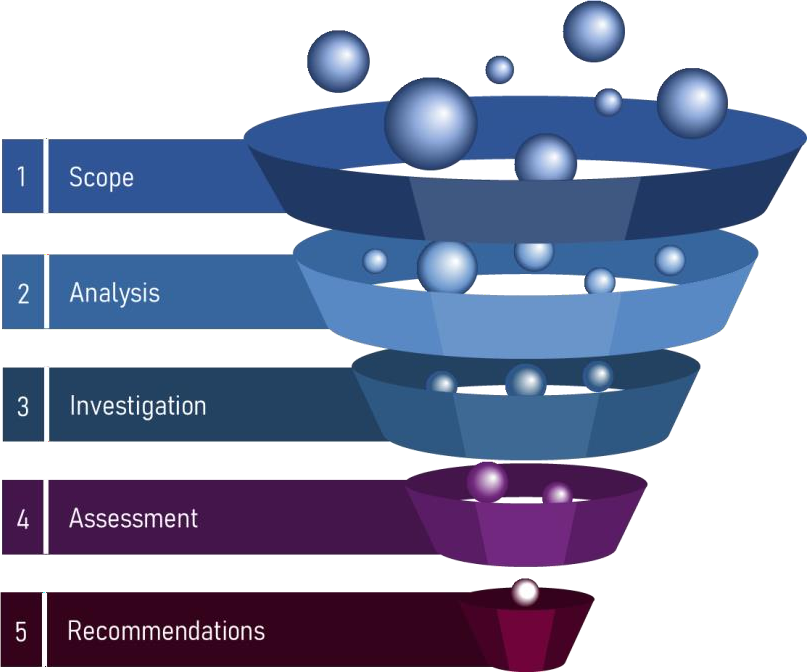 1 Scope
2 Analysis
3 Investigation
4 Assessment
5 Recommendations